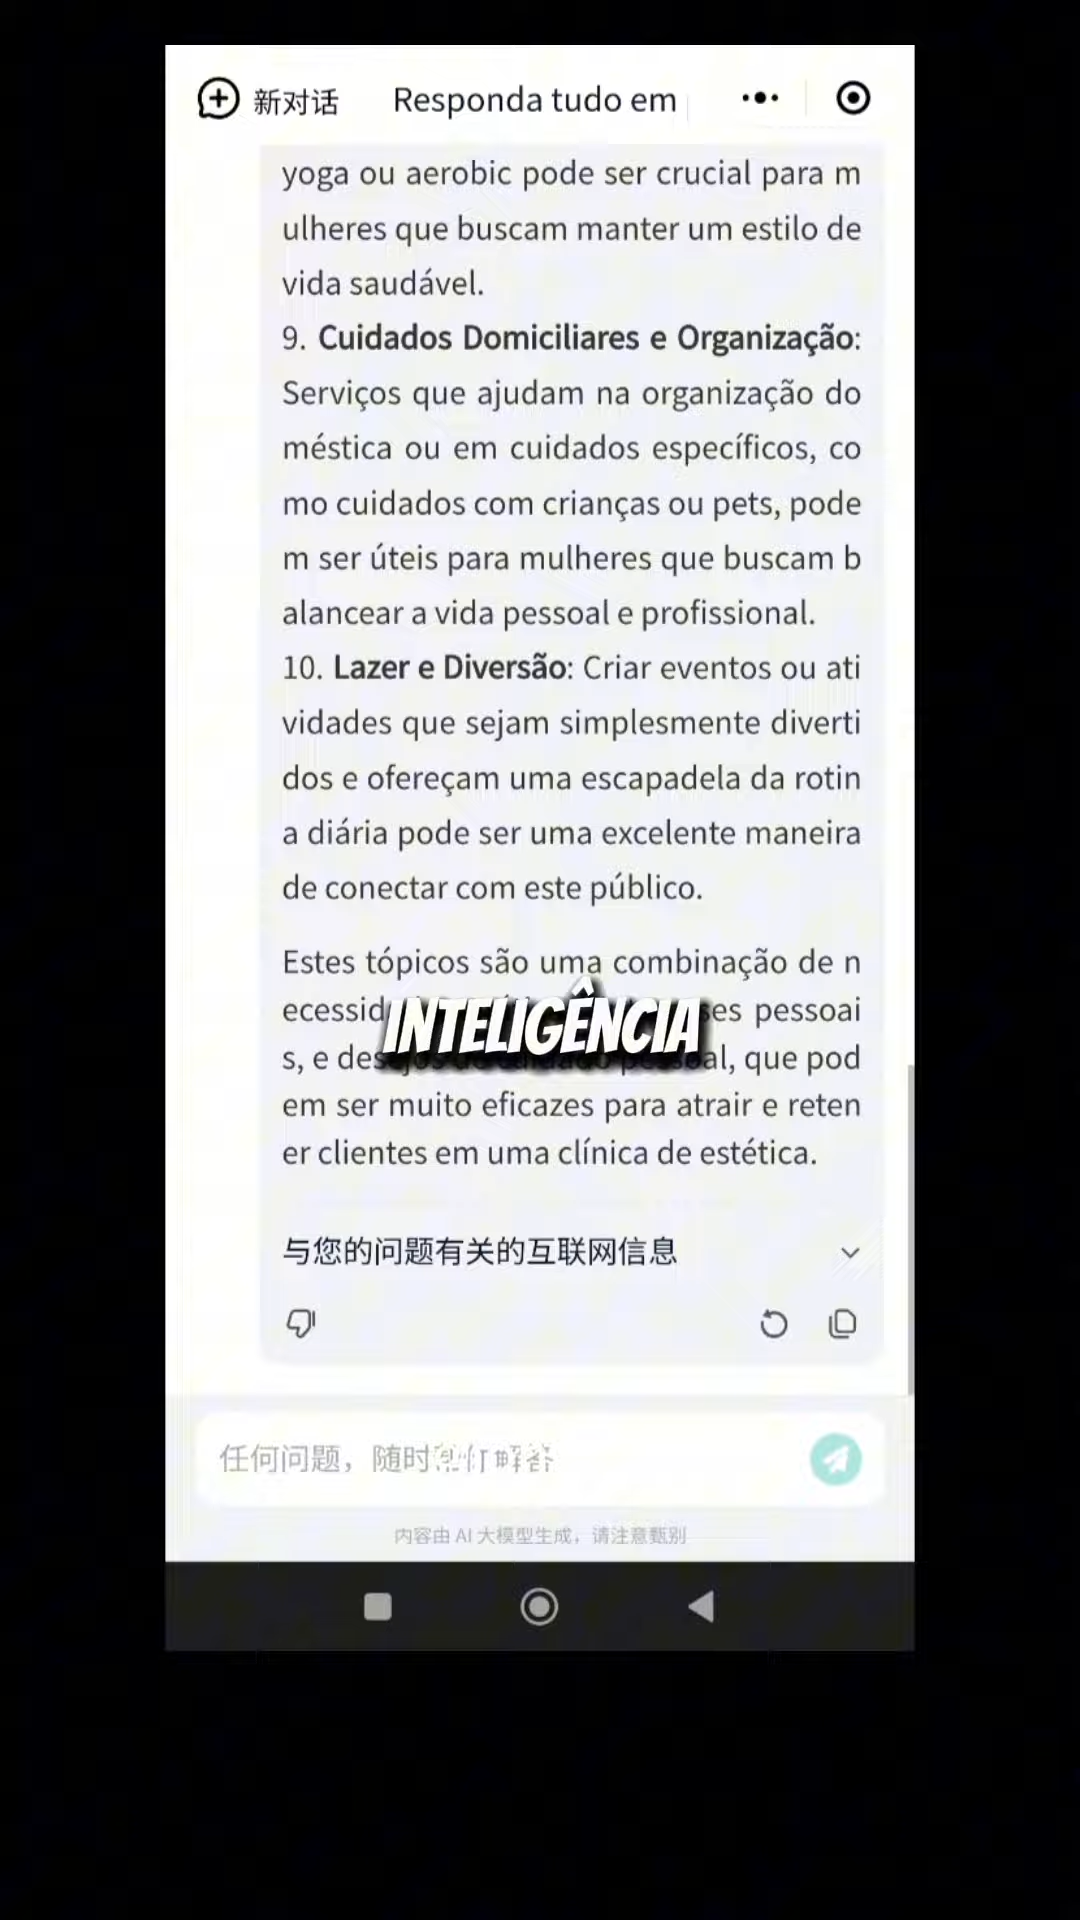 新对话 Responda tudo em
yoga ou aerobic pode ser crucial para m
ulheres que buscam manter um estilo de
vida saudável.
9. Cuidados Domiciliares e Organização:
Serviços que ajudam na organização do
méstica ou em cuidados específicos, co
mo cuidados com crianças ou pets, pode
m ser úteis para mulheres que buscam b
alancear a vida pessoal e profissional.
10. Lazer e Diversão: Criar eventos ou ati
vidades que sejam simplesmente diverti
dos e ofereçam uma escapadela da rotin
a diária pode ser uma excelente maneira
de conectar com este público.
Estes tópicos são uma combinação de n
ecessid ses pessoai
INTELIGÊNCIA
s, e desejos de cuidado pessoal, que pod
em ser muito eficazes para atrair e reten
er clientes em uma clínica de estética.
与您的问题有关的互联网信息
任何问题，随时
内容由 AI 大模型生成，请注意甄别